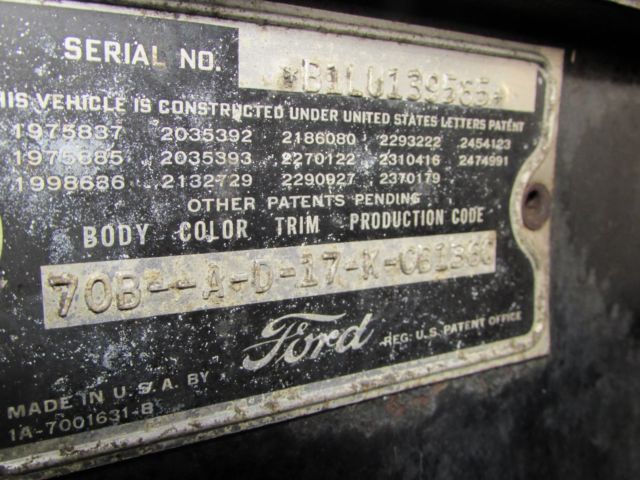 SERIAL NO. *B1LU139565*
THIS VEHICLE IS CONSTRUCTED UNDER UNITED STATES LETTERS PATENT
1975837 2035392 2186080 2293222 2454123
1975885 2035393 2270122 2310416 2474991
1998686 2132729 2290927 2370179
OTHER PATENTS PENDING
BODY COLOR TRIM PRODUCTION CODE
70B--A-D-17-K-CB1360
Ford REG. U.S. PATENT OFFICE
MADE IN U.S.A. BY
1A-7001631-B